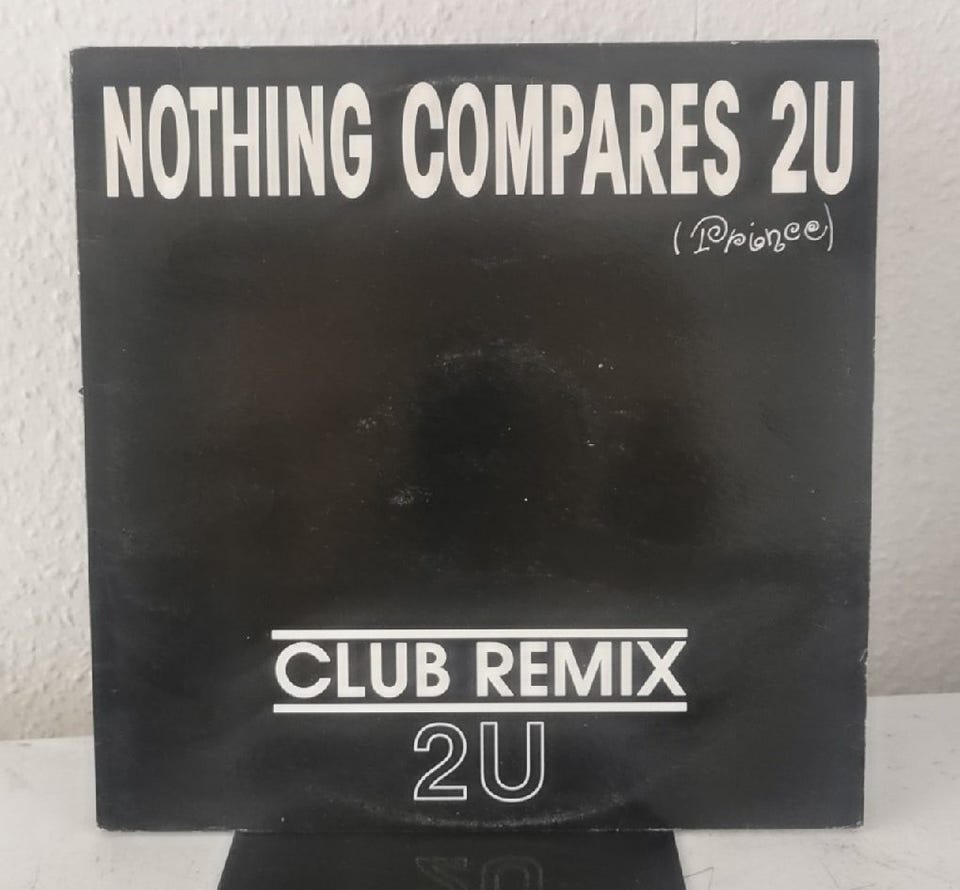 NOTHING COMPARES 2U
(Prince)
CLUB REMIX
2U